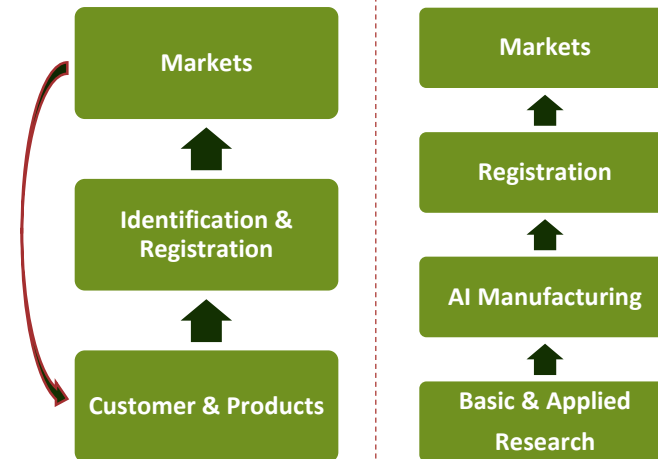 Markets
Identification &
Registration
Customer & Products
Markets
Registration
AI Manufacturing
Basic & Applied
Research